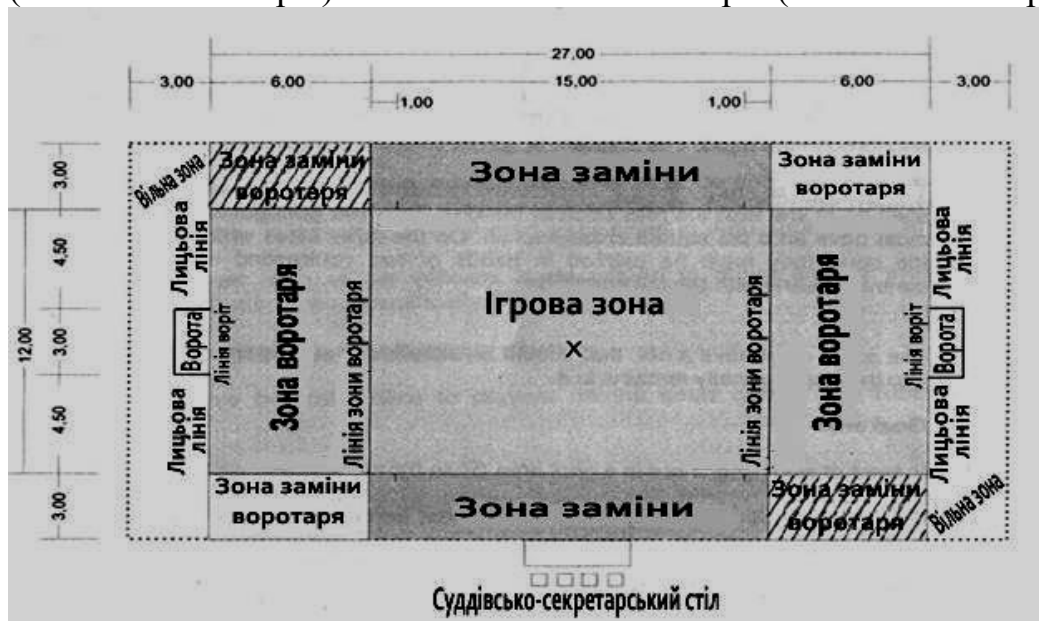 27,00
3,00
6,00
15,00
6,00
3,00
1,00
1,00
3,00
4,50
3,00
12,00
4,50
3,00
Вільна зона
Зона заміни
воротаря
Зона заміни
Зона заміни
воротаря
Лицьова
лінія
Ворота
Лінія воріт
Лицьова
лінія
Зона воротаря
Лінія зони воротаря
Ігрова зона
Х
Лінія зони воротаря
Зона воротаря
Лінія воріт
Лицьова
лінія
Ворота
Лицьова
лінія
Зона заміни
воротаря
Зона заміни
Зона заміни
воротаря
Вільна зона
Суддівсько-секретарський стіл